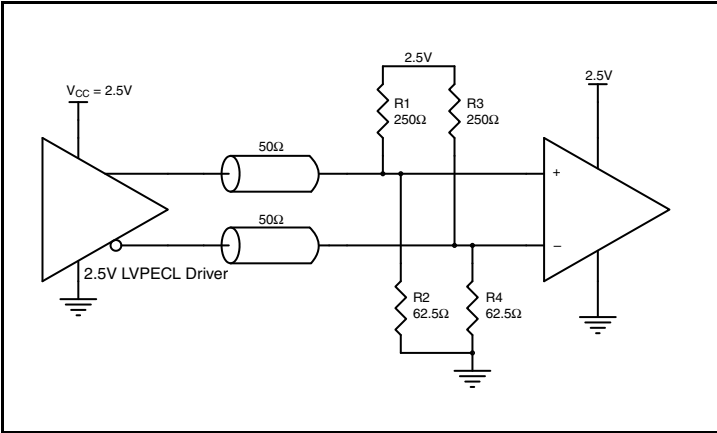 2.5V
V_CC = 2.5V
2.5V
R1
250Ω
R3
250Ω
50Ω
+
50Ω
–
2.5V LVPECL Driver
R2
62.5Ω
R4
62.5Ω